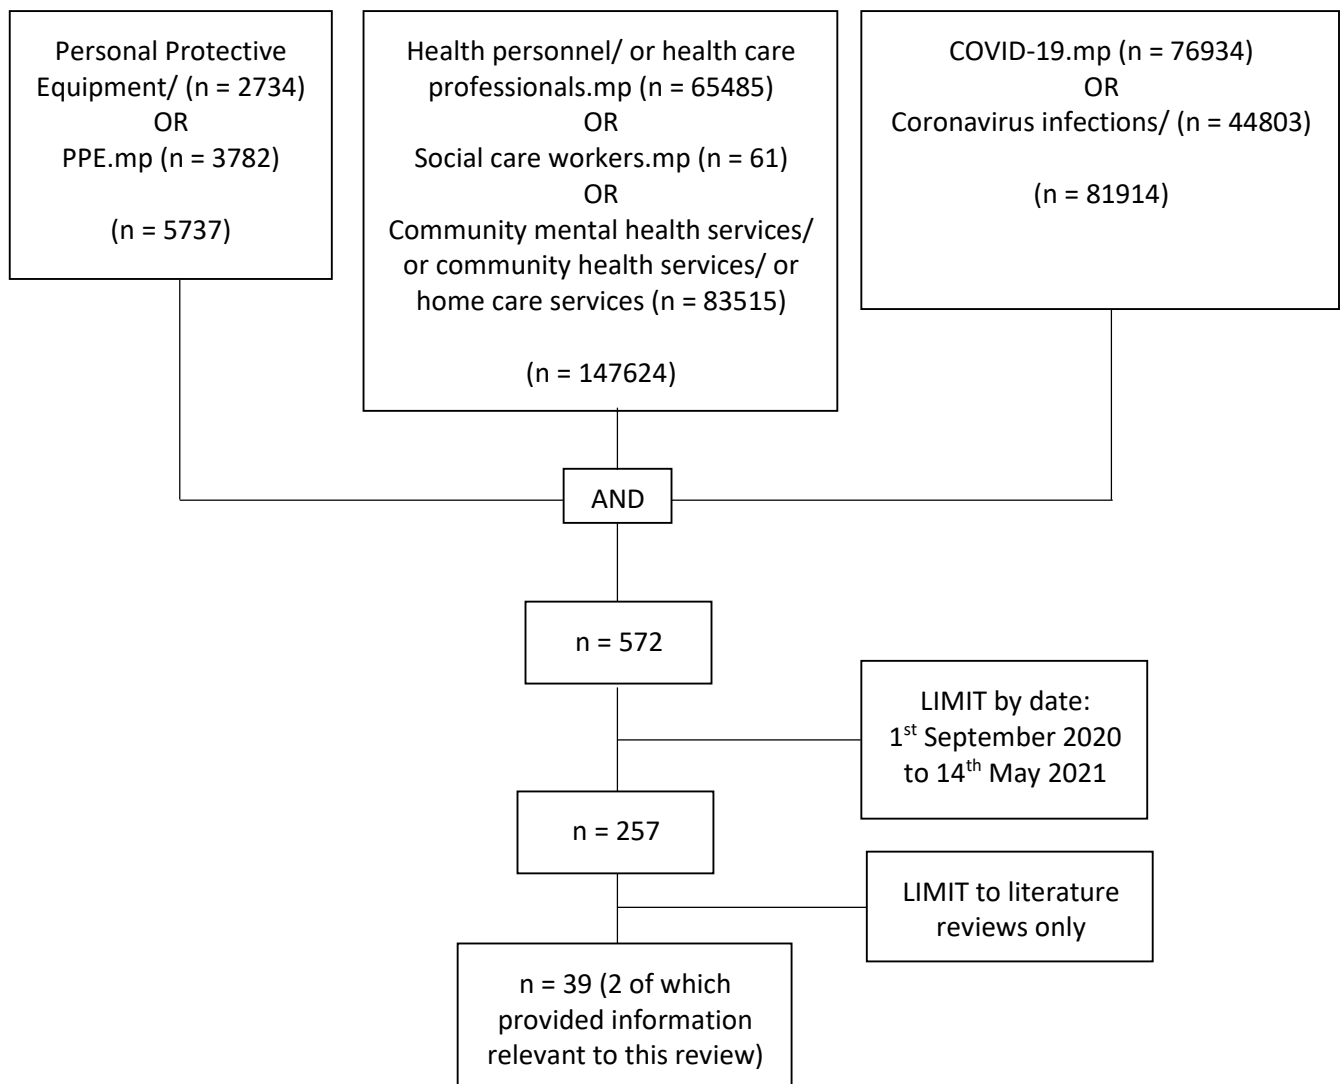 Personal Protective
Equipment/ (n = 2734)
OR
PPE.mp (n = 3782)
(n = 5737)
Health personnel/ or health care
professionals.mp (n = 65485)
OR
Social care workers.mp (n = 61)
OR
Community mental health services/
or community health services/ or
home care services (n = 83515)
(n = 147624)
COVID-19.mp (n = 76934)
OR
Coronavirus infections/ (n = 44803)
(n = 81914)
AND
n = 572
LIMIT by date:
1st September 2020
to 14th May 2021
n = 257
LIMIT to literature
reviews only
n = 39 (2 of which
provided information
relevant to this review)